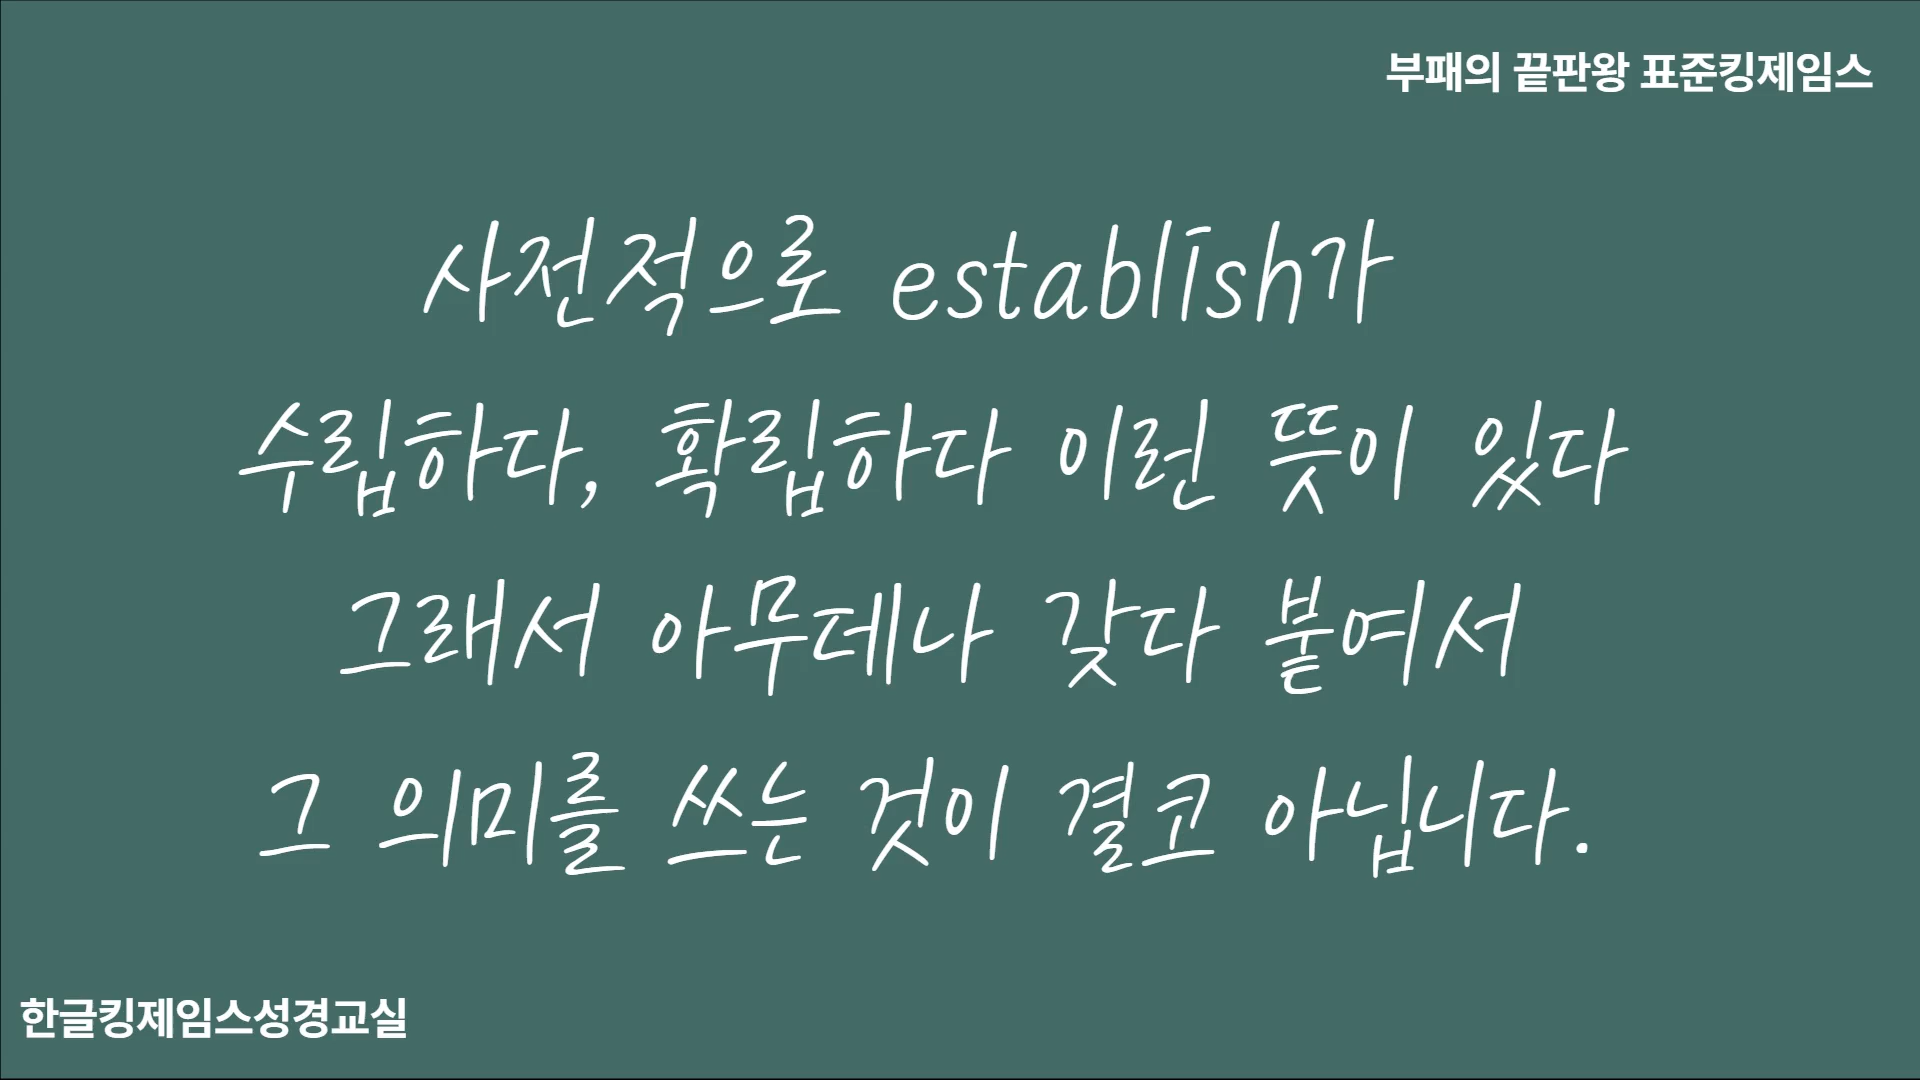 부패의 끝판왕 표준킹제임스
사전적으로 establish가
수립하다, 확립하다 이런 뜻이 있다
그래서 아무데나 갖다 붙여서
그 의미를 쓰는 것이 결코 아닙니다.
한글킹제임스성경교실